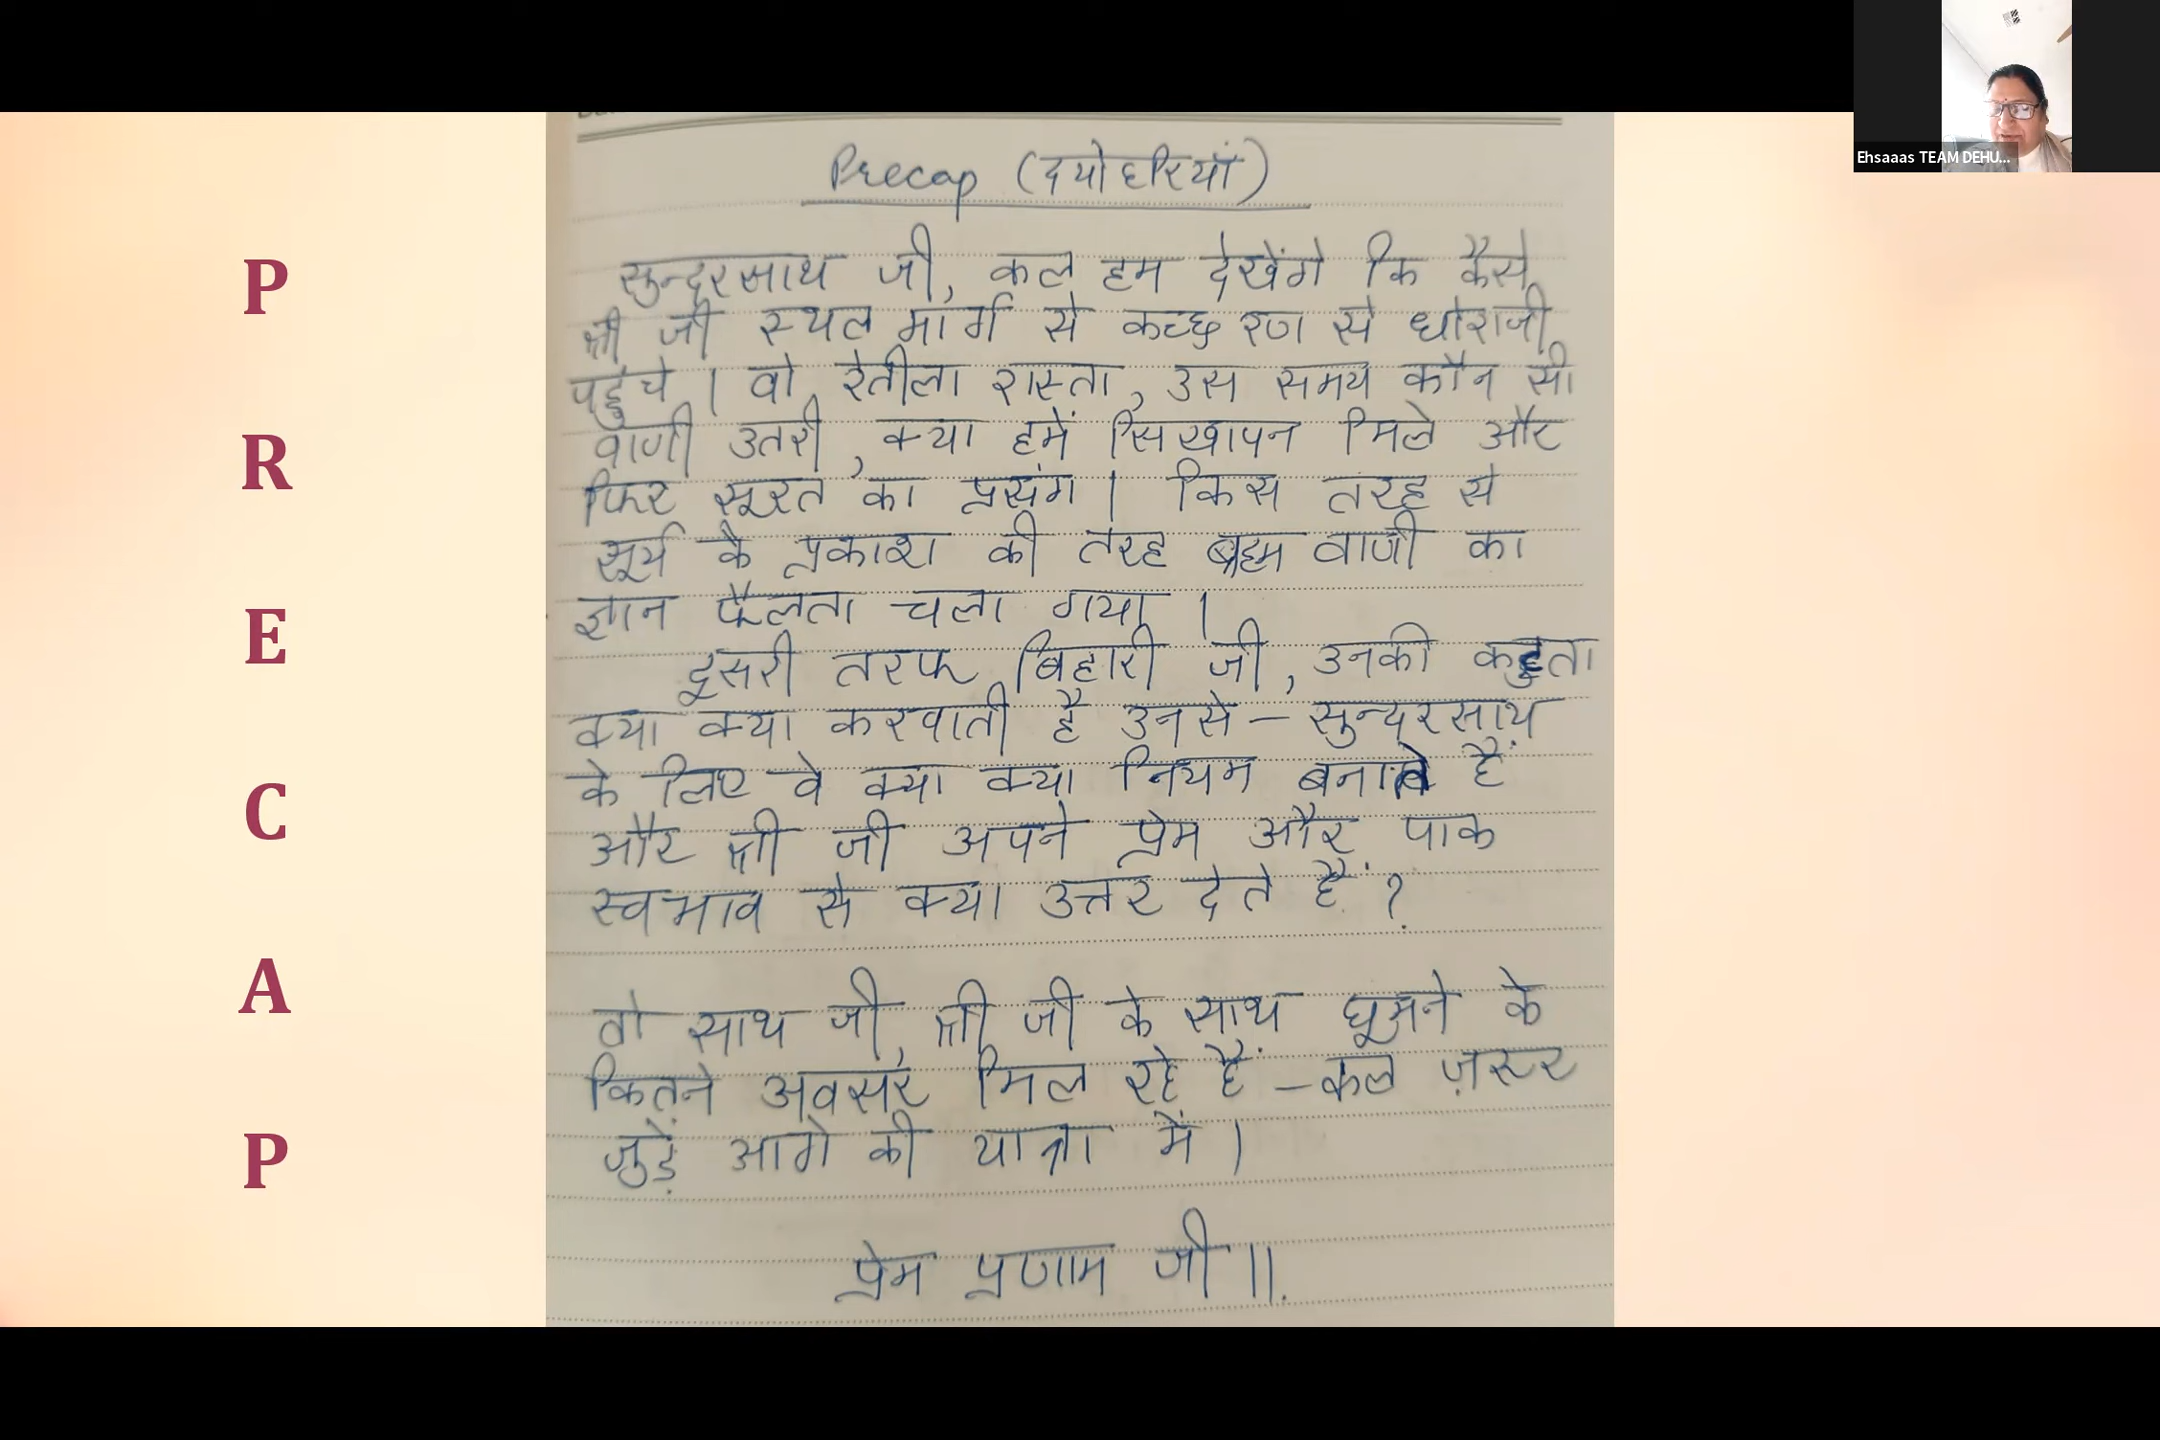 Ehsaaas TEAM DEHU...
P
R
E
C
A
P
Precap (दयोहरियाँ)
सुन्दरसाथ जी, कल हम देखेंगे कि कैसे
श्री जी स्थल मार्ग से कच्छ रण से धोराजी
पहुँचे । वो रेतीला रास्ता, उस समय कौन सी
वाणी उतरी, क्या हमें सिखापन मिले और
फिर सूरत का प्रसंग । किस तरह से
सूर्य के प्रकाश की तरह ब्रह्म वाणी का
ज्ञान फैलता चला गया ।
दूसरी तरफ बिहारी जी, उनकी कटुता
क्या क्या करवाती है उनसे – सुन्दरसाथ
के लिए वे क्या क्या नियम बनाते हैं
और श्री जी अपने प्रेम और पाक
स्वभाव से क्या उत्तर देते हैं ?
तो साथ जी, श्री जी के साथ घूमने के
कितने अवसर मिल रहे हैं – कल ज़रूर
जुड़ें आगे की यात्रा में ।
प्रेम प्रणाम जी ।।